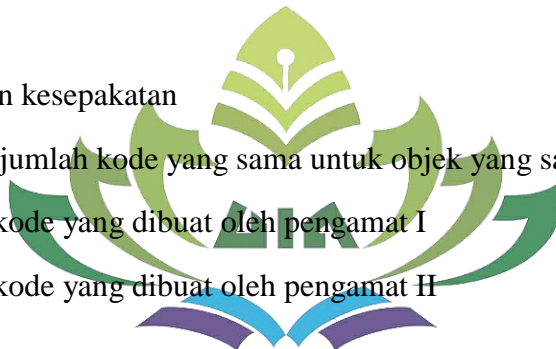 n kesepakatan
jumlah kode yang sama untuk objek yang sa
kode yang dibuat oleh pengamat I
UIN
kode yang dibuat oleh pengamat II